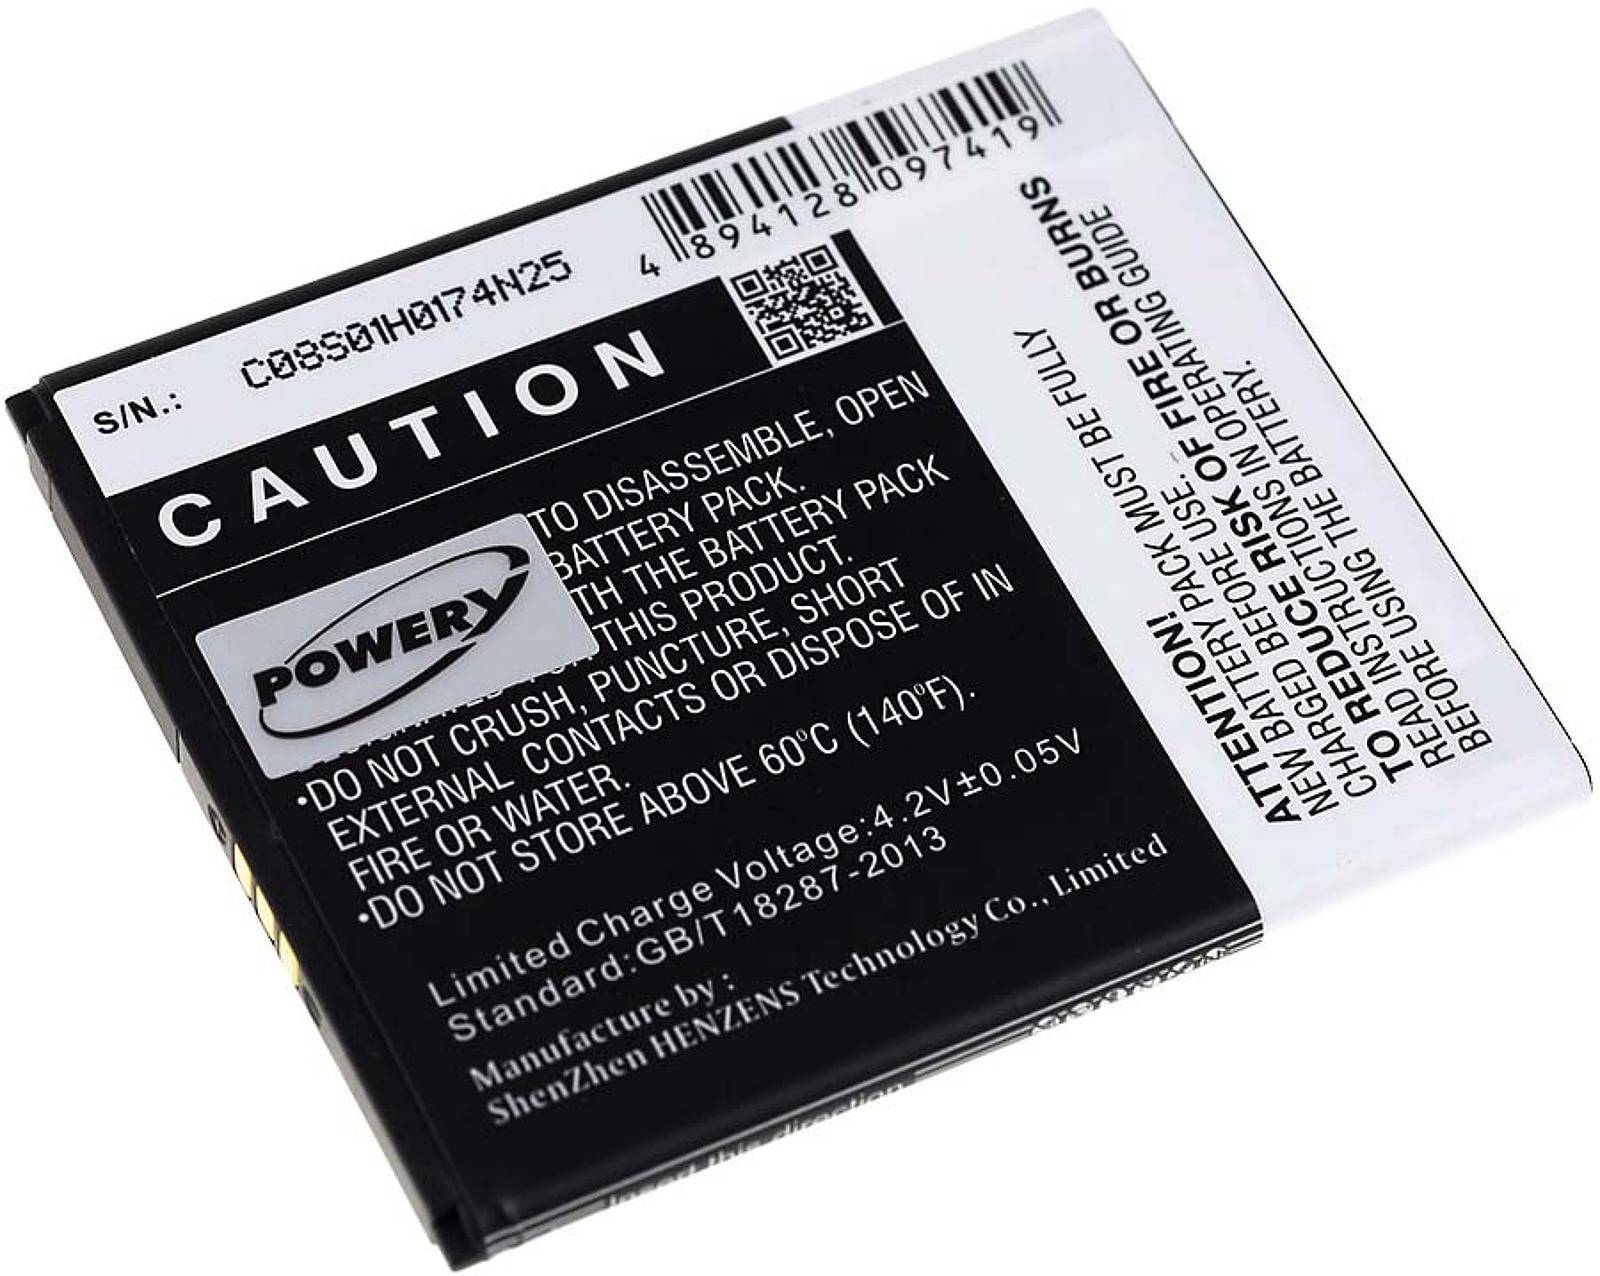 4 894128 097419
S/N.: C08S01H0174N25
CAUTION
TO DISASSEMBLE, OPEN
BATTERY PACK.
TH THE BATTERY PACK
THIS PRODUCT.
•DO NOT CRUSH, PUNCTURE, SHORT
EXTERNAL CONTACTS OR DISPOSE OF IN
FIRE OR WATER.
•DO NOT STORE ABOVE 60°C (140°F).
POWERY
Limited Charge Voltage:4.2V±0.05V
Standard:GB/T18287-2013
Manufacture by :
ShenZhen HENZENS Technology Co., Limited
ATTENTION!
NEW BATTERY PACK MUST BE FULLY
CHARGED BEFORE USE.
TO REDUCE RISK OF FIRE OR BURNS
READ INSTRUCTIONS IN OPERATING GUIDE
BEFORE USING THE BATTERY.
Insert this direction